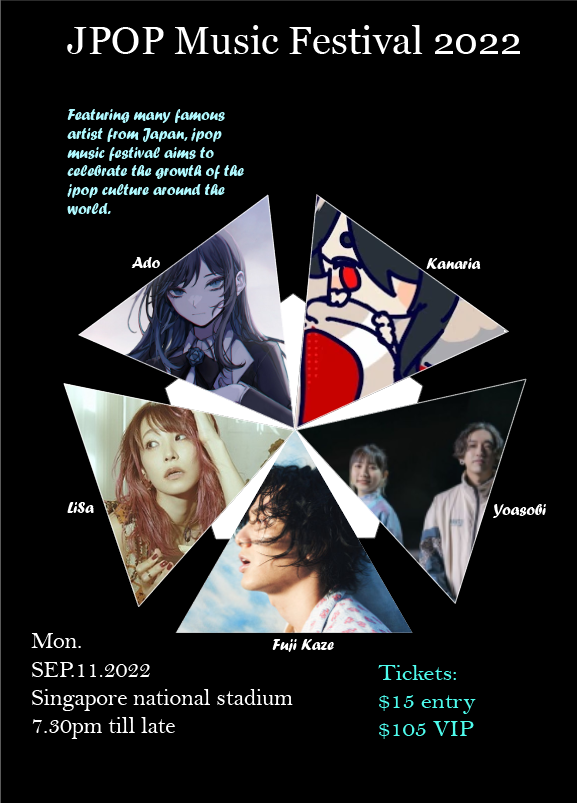 JPOP Music Festival 2022
Featuring many famous
artist from Japan, jpop
music festival aims to
celebrate the growth of the
jpop culture around the
world.
Ado
Kanaria
LiSa
Yoasobi
Fuji Kaze
Mon.
SEP.11.2022
Singapore national stadium
7.30pm till late
Tickets:
$15 entry
$105 VIP